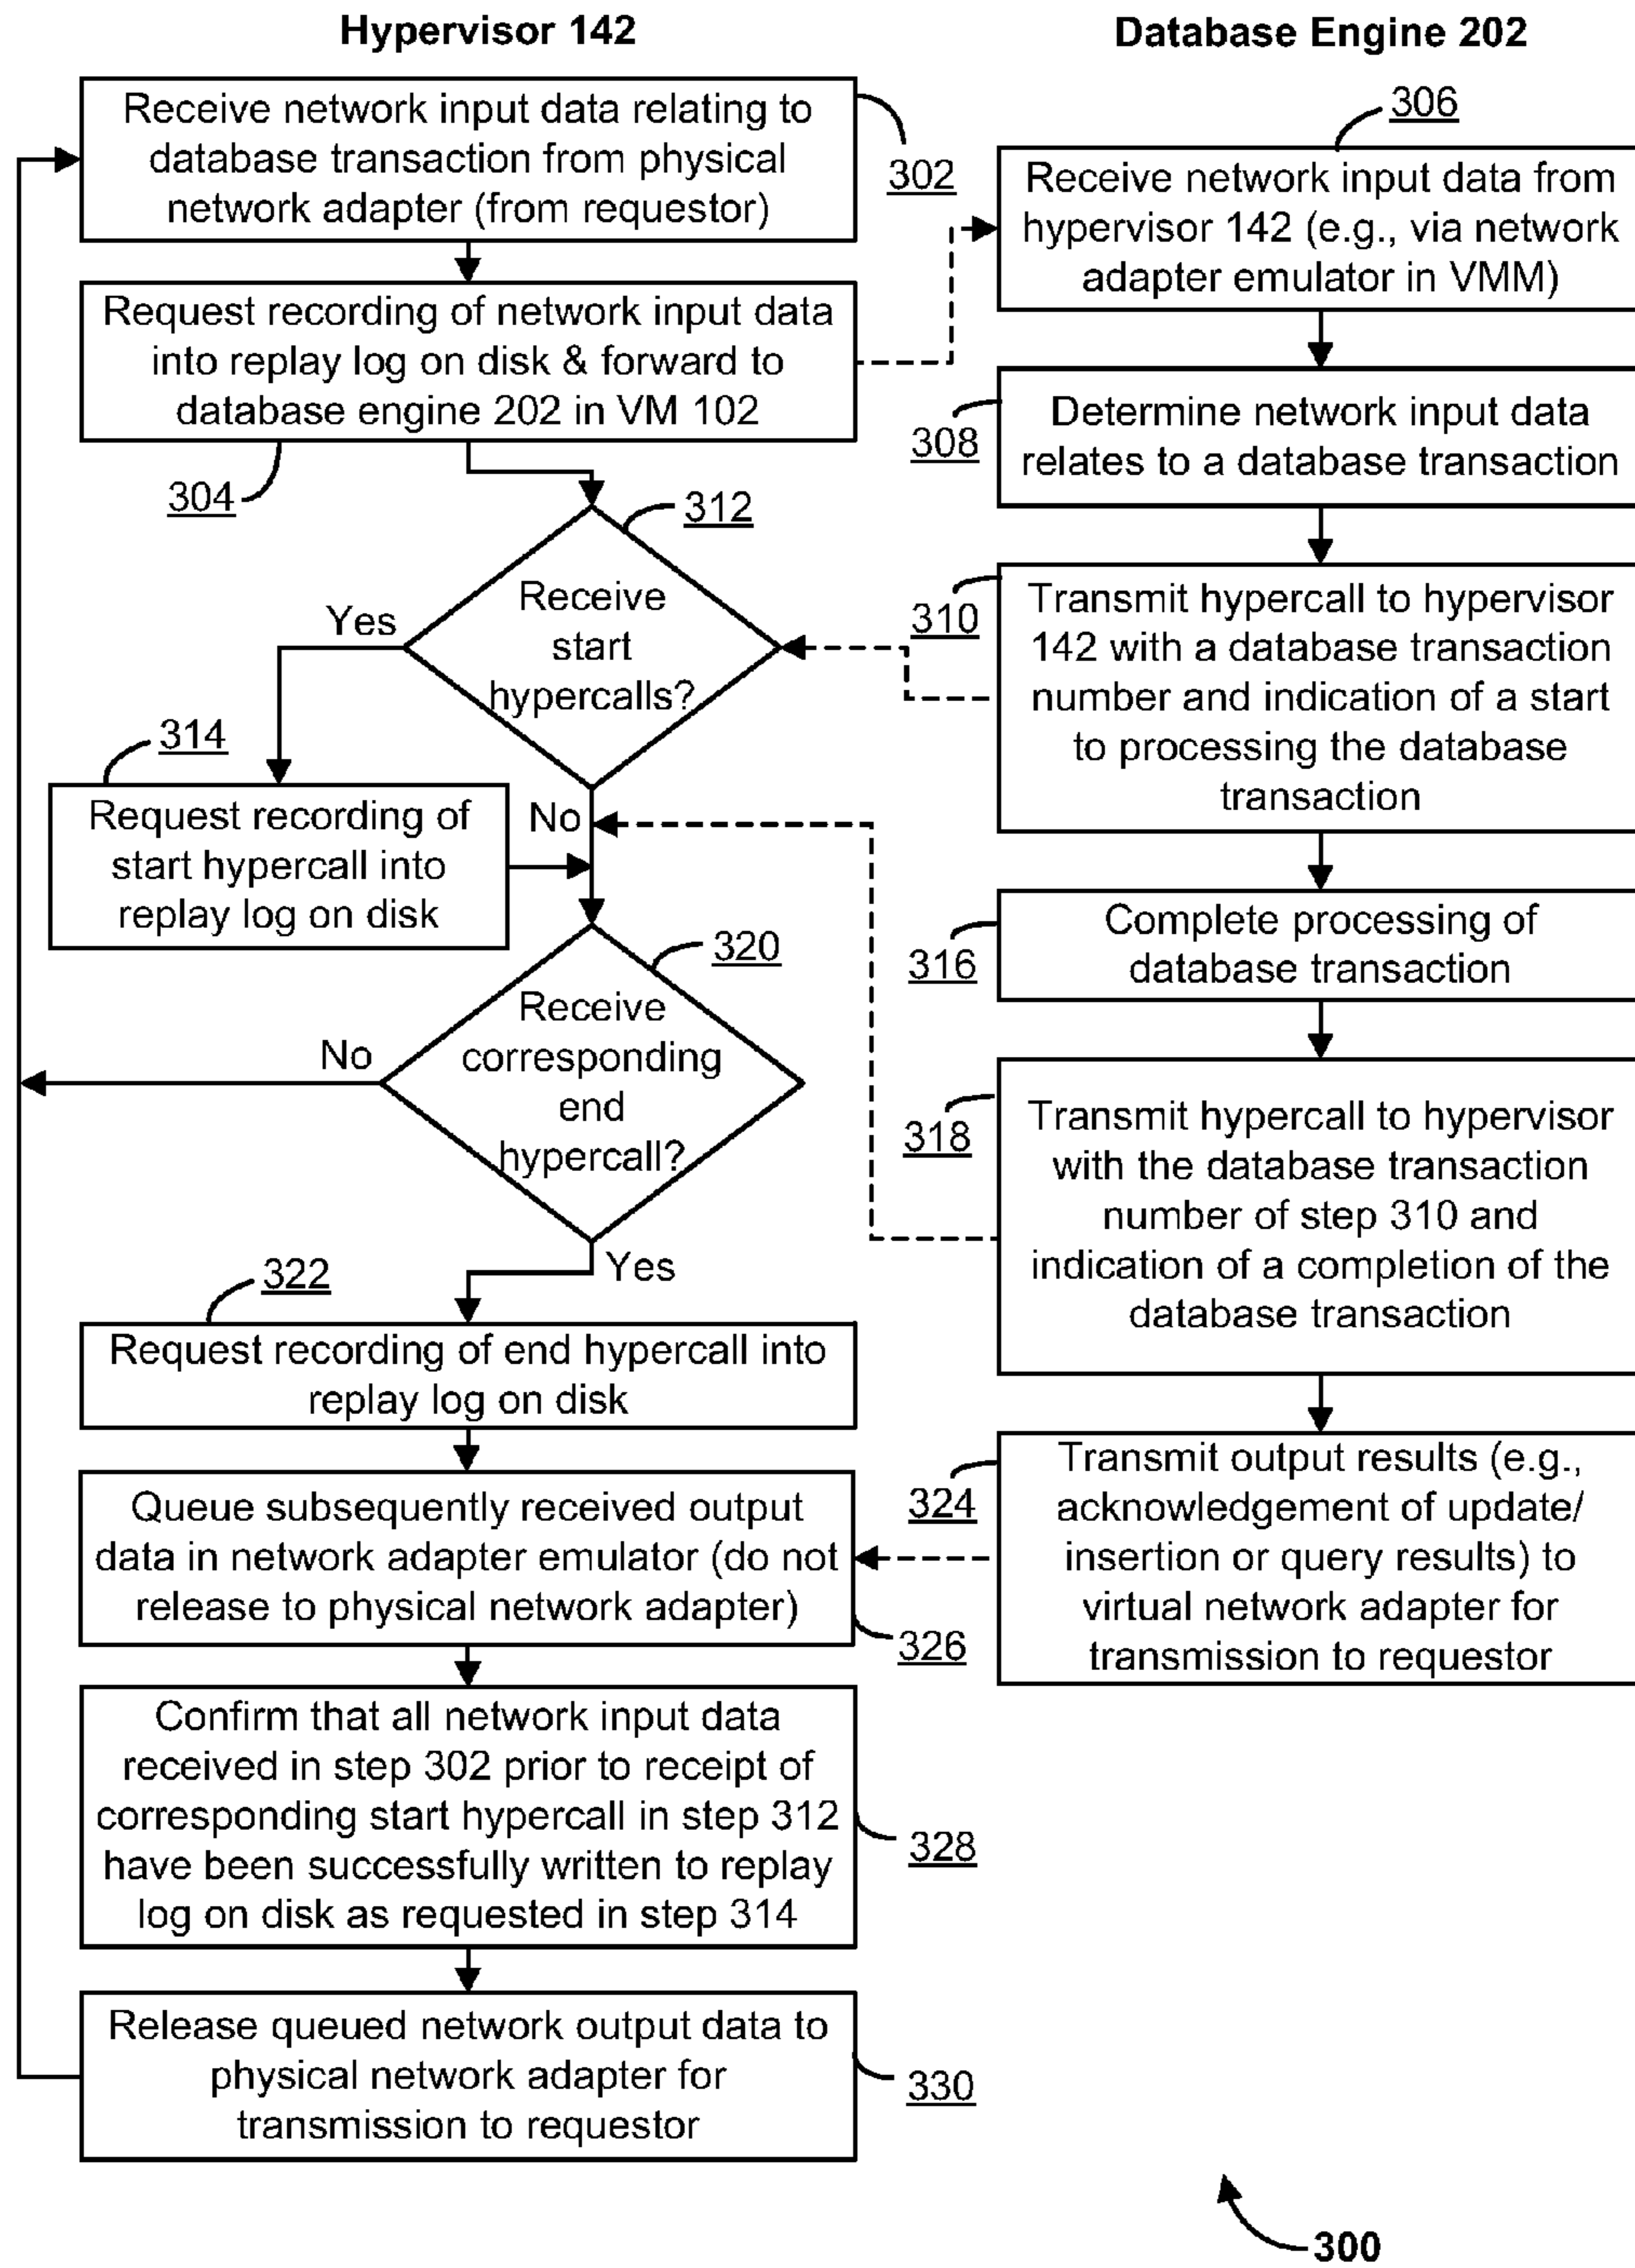 Hypervisor 142
Receive network input data relating to
database transaction from physical
network adapter (from requestor)
302
Request recording of network input data
into replay log on disk & forward to
database engine 202 in VM 102
304
312
Receive
start
hypercalls?
Yes
No
314
Request recording of
start hypercall into
replay log on disk
320
Receive
corresponding
end
hypercall?
No
Yes
322
Request recording of end hypercall into
replay log on disk
Queue subsequently received output
data in network adapter emulator (do not
release to physical network adapter)
326
Confirm that all network input data
received in step 302 prior to receipt of
corresponding start hypercall in step 312
have been successfully written to replay
log on disk as requested in step 314
328
Release queued network output data to
physical network adapter for
transmission to requestor
330
Database Engine 202
306
Receive network input data from
hypervisor 142 (e.g., via network
adapter emulator in VMM)
308
Determine network input data
relates to a database transaction
310
Transmit hypercall to hypervisor
142 with a database transaction
number and indication of a start
to processing the database
transaction
316
Complete processing of
database transaction
318
Transmit hypercall to hypervisor
with the database transaction
number of step 310 and
indication of a completion of the
database transaction
324
Transmit output results (e.g.,
acknowledgement of update/
insertion or query results) to
virtual network adapter for
transmission to requestor
300